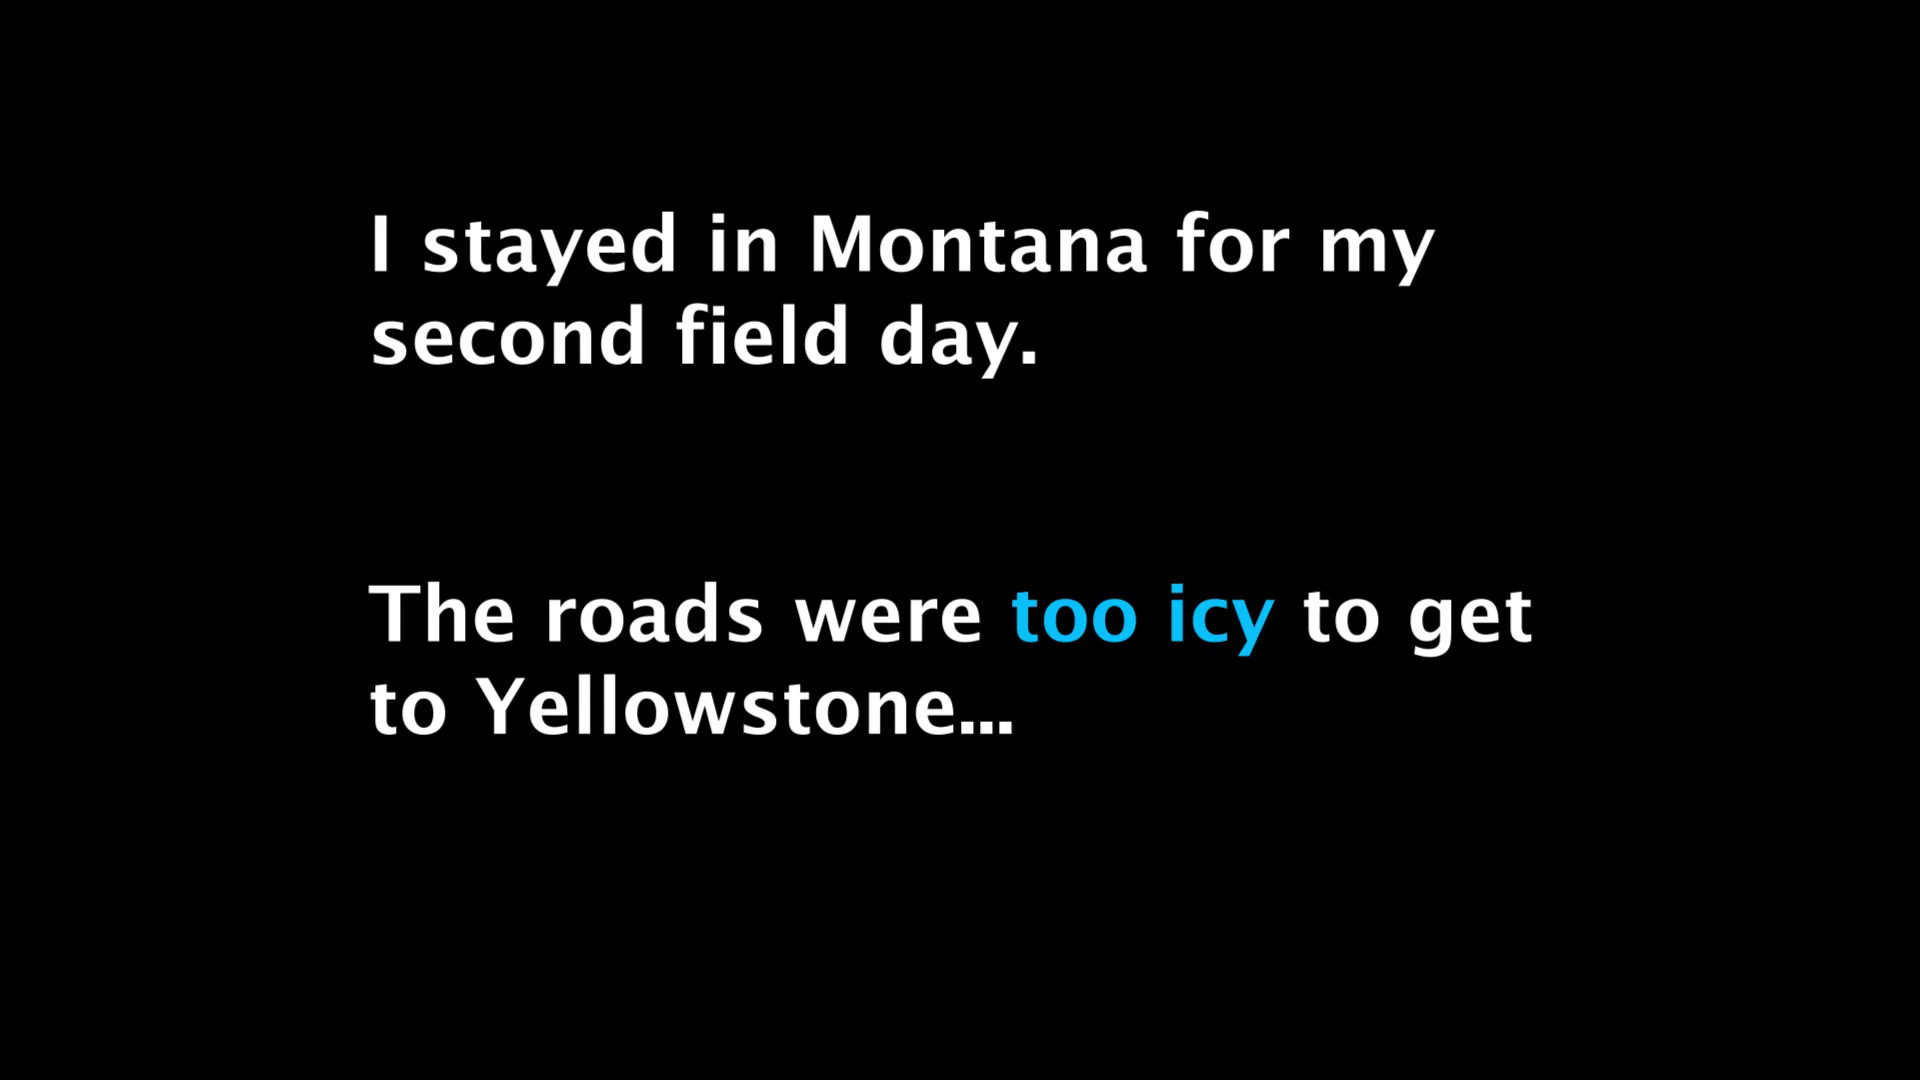 I stayed in Montana for my
second field day.
The roads were too icy to get
to Yellowstone...